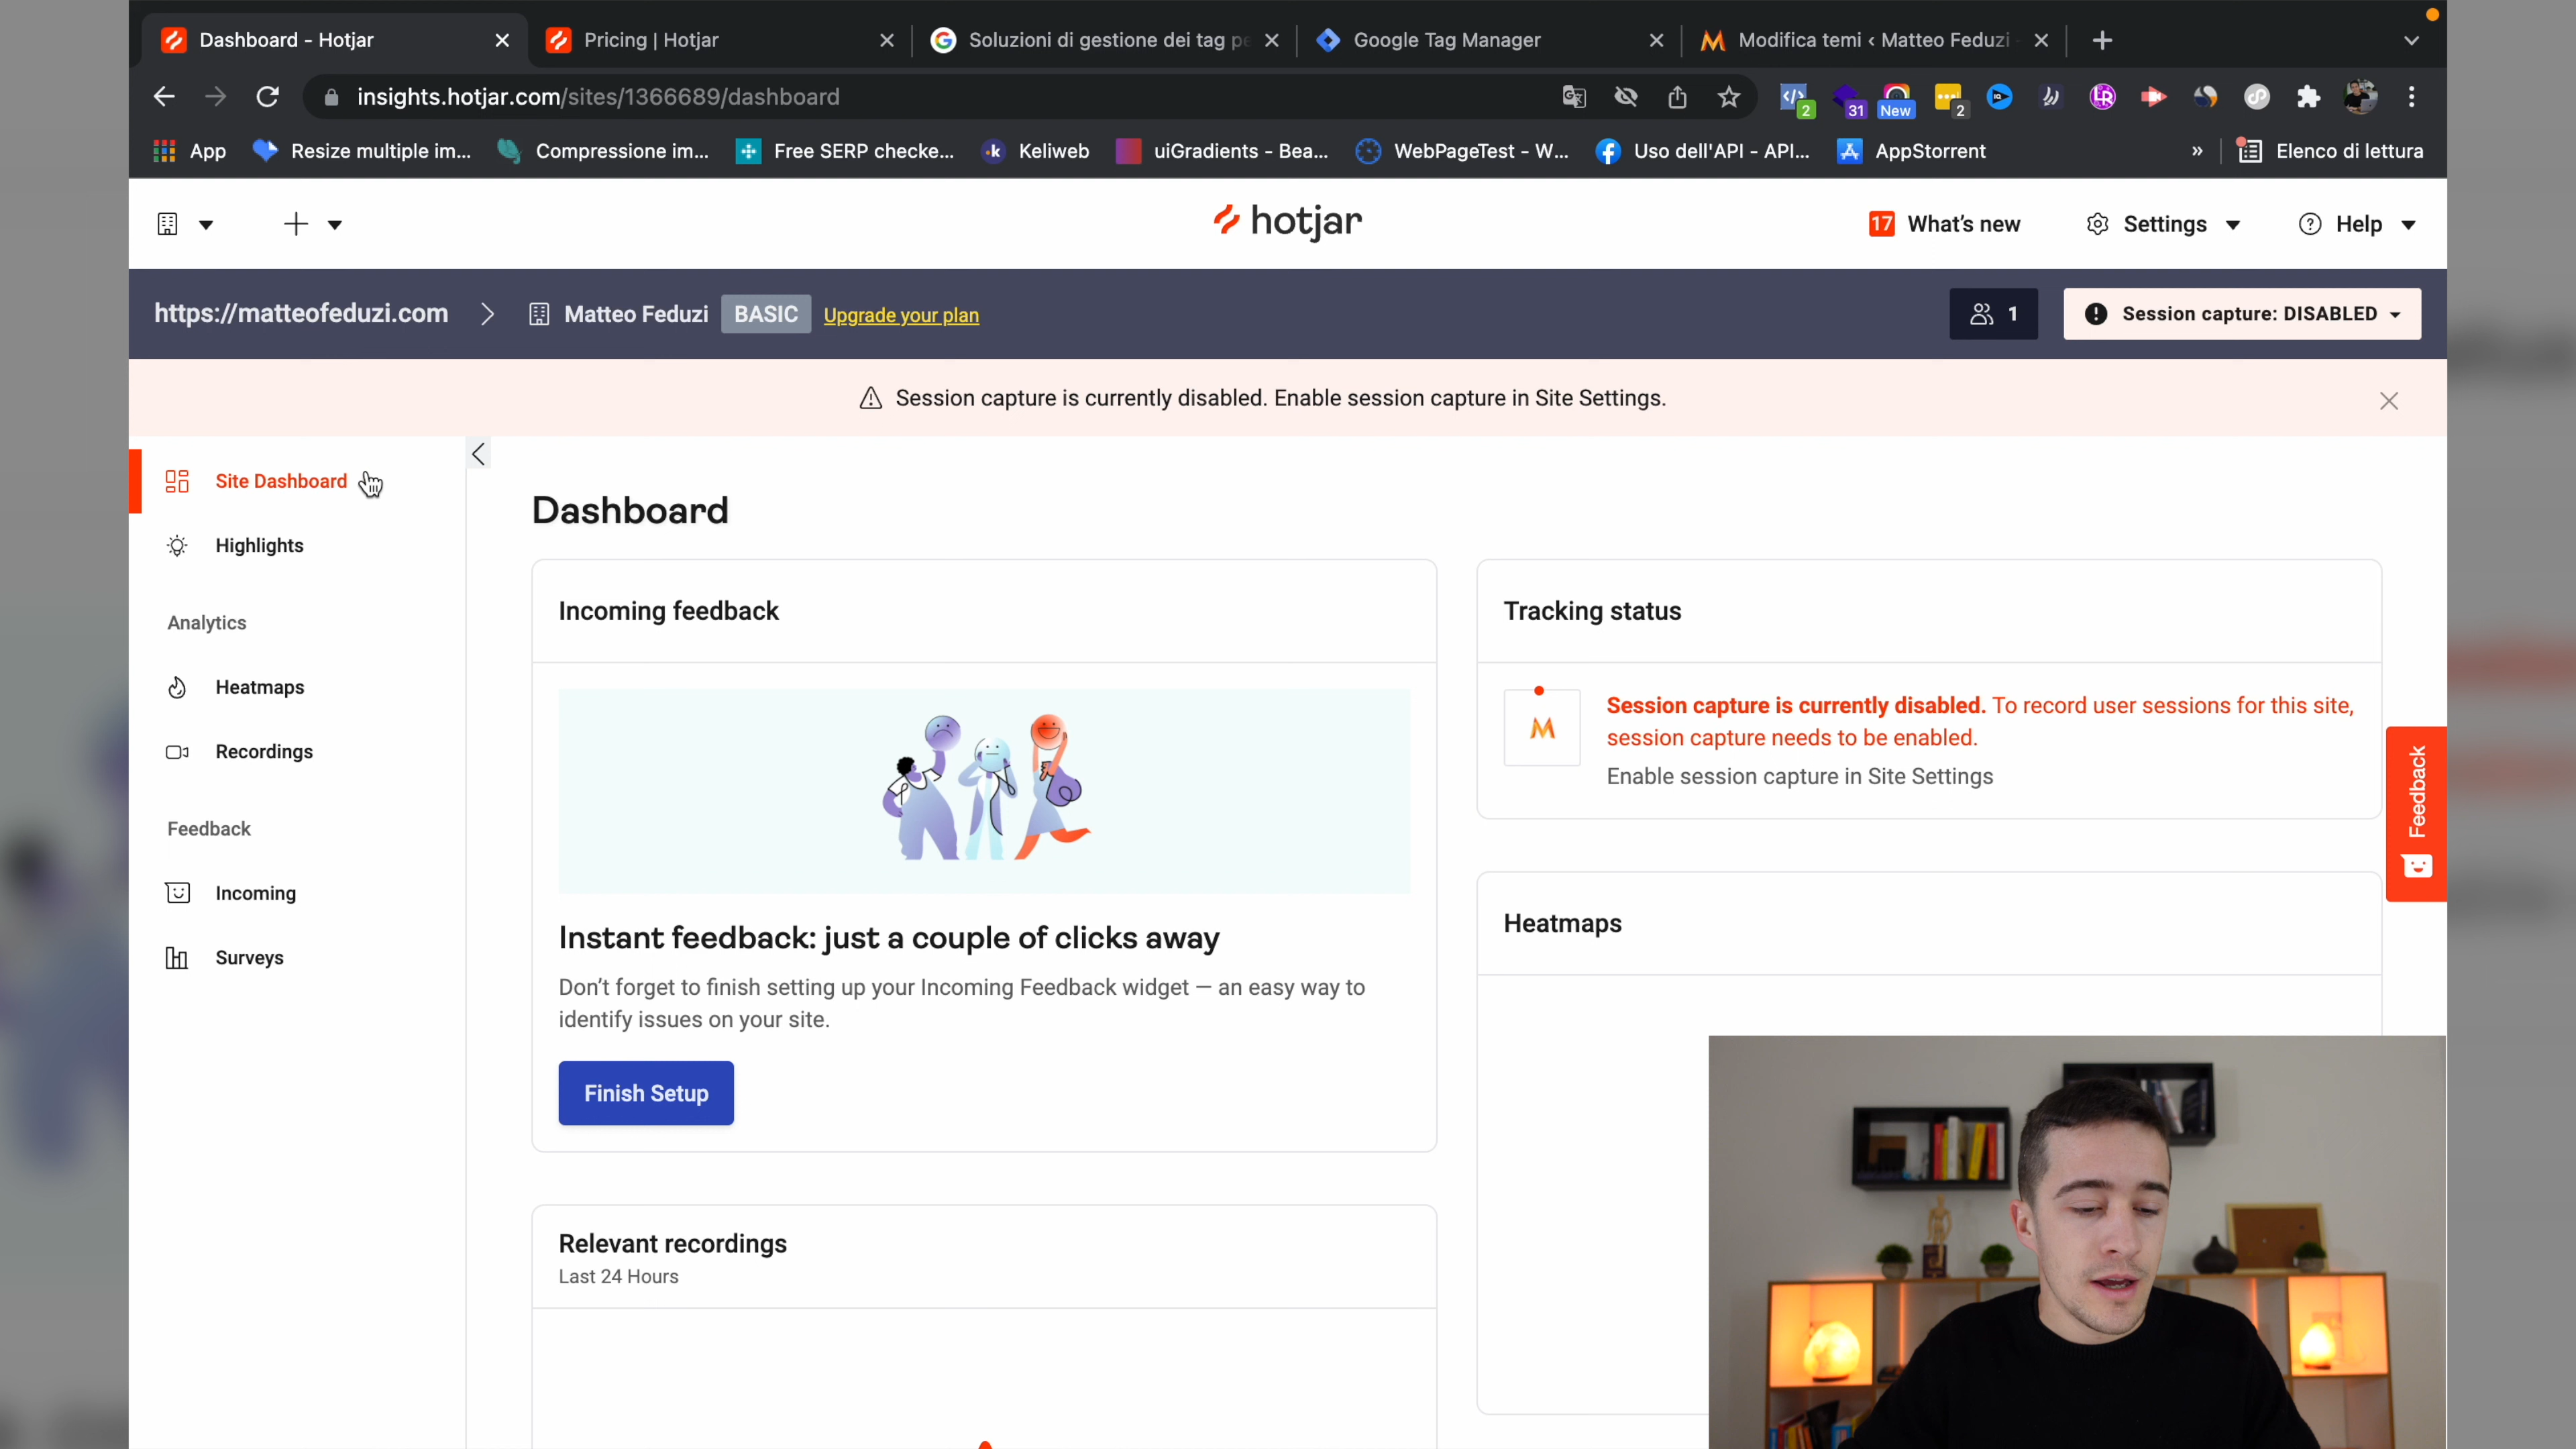 Dashboard - Hotjar
Pricing | Hotjar
Soluzioni di gestione dei tag pe
Google Tag Manager
Modifica temi ‹ Matteo Feduzi
insights.hotjar.com/sites/1366689/dashboard
2
31
New
2
App
Resize multiple im...
Compressione im...
Free SERP checke...
Keliweb
uiGradients - Bea...
WebPageTest - W...
Uso dell'API - API...
AppStorrent
»
Elenco di lettura
hotjar
17 What's new
Settings
Help
https://matteofeduzi.com
Matteo Feduzi
BASIC
Upgrade your plan
1
Session capture: DISABLED
Session capture is currently disabled. Enable session capture in Site Settings.
Site Dashboard
Highlights
Analytics
Heatmaps
Recordings
Feedback
Incoming
Surveys
Dashboard
Incoming feedback
Instant feedback: just a couple of clicks away
Don't forget to finish setting up your Incoming Feedback widget — an easy way to
identify issues on your site.
Finish Setup
Relevant recordings
Last 24 Hours
Tracking status
Session capture is currently disabled. To record user sessions for this site,
session capture needs to be enabled.
Enable session capture in Site Settings
Heatmaps
Feedback